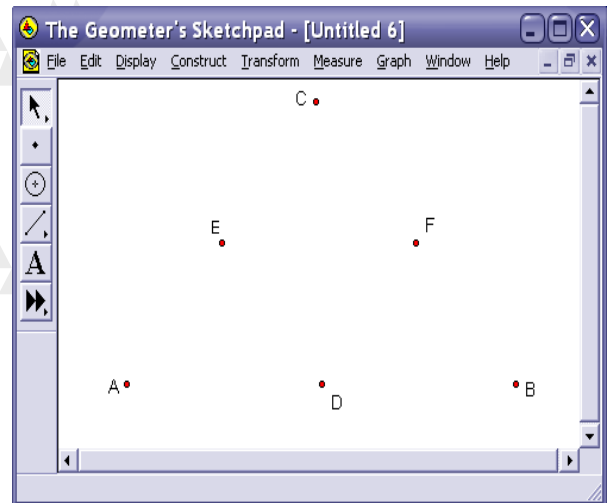 The Geometer's Sketchpad - [Untitled 6]
File Edit Display Construct Transform Measure Graph Window Help
C
E
F
A
A
D
B